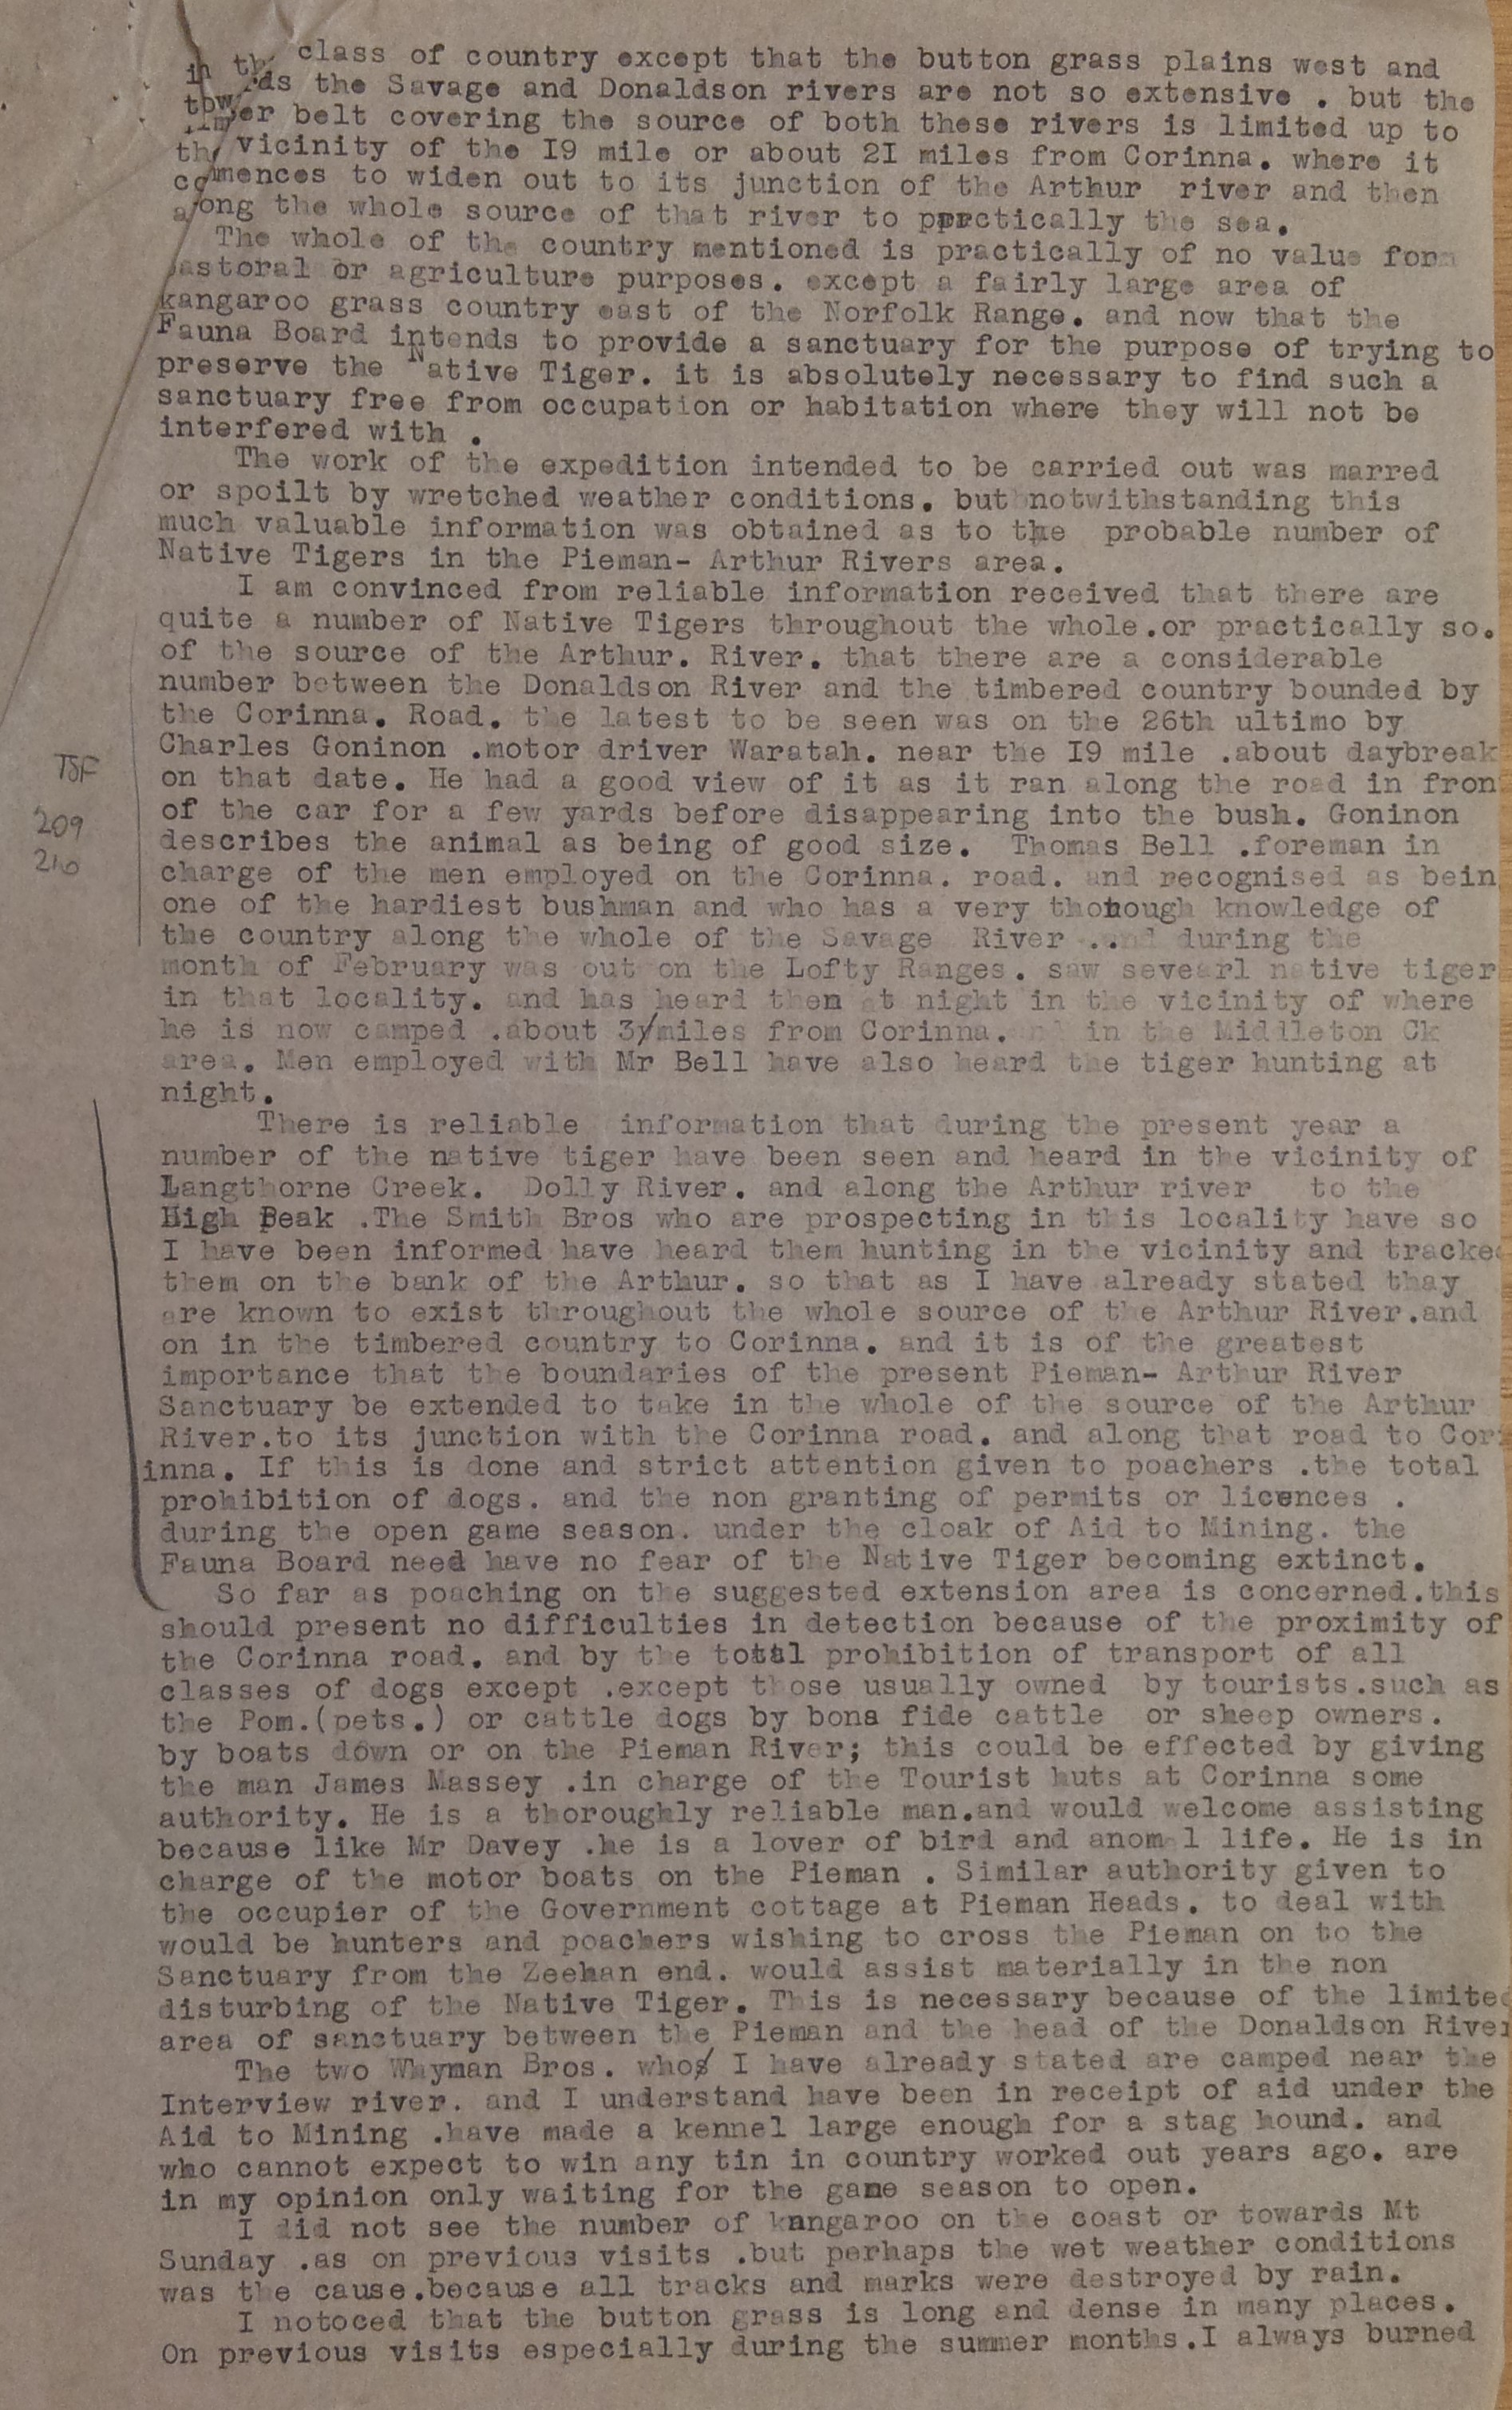 in the class of country except that the button grass plains west and
towards the Savage and Donaldson rivers are not so extensive . but the
timer belt covering the source of both these rivers is limited up to
the vicinity of the I9 mile or about 2I miles from Corinna. where it
commences to widen out to its junction of the Arthur river and then
along the whole source of that river to prrctically the sea.
The whole of the country mentioned is practically of no value for
pastoral or agriculture purposes. except a fairly large area of
kangaroo grass country east of the Norfolk Range. and now that the
Fauna Board intends to provide a sanctuary for the purpose of trying to
preserve the Native Tiger. it is absolutely necessary to find such a
sanctuary free from occupation or habitation where they will not be
interfered with .
The work of the expedition intended to be carried out was marred
or spoilt by wretched weather conditions. but notwithstanding this
much valuable information was obtained as to the probable number of
Native Tigers in the Pieman- Arthur Rivers area.
I am convinced from reliable information received that there are
quite a number of Native Tigers throughout the whole.or practically so.
of the source of the Arthur. River. that there are a considerable
number between the Donaldson River and the timbered country bounded by
the Corinna. Road. the latest to be seen was on the 26th ultimo by
Charles Goninon .motor driver Waratah. near the I9 mile .about daybreak
TSF
on that date. He had a good view of it as it ran along the road in fron
209
of the car for a few yards before disappearing into the bush. Goninon
describes the animal as being of good size. Thomas Bell .foreman in
210
charge of the men employed on the Corinna. road. and recognised as bein
one of the hardiest bushman and who has a very thorough knowledge of
the country along the whole of the Savage River ..and during the
month of February was out on the Lofty Ranges. saw sevearl native tiger
in that locality. and has heard then at night in the vicinity of where
he is now camped .about 3/miles from Corinna. and in the Middleton Ck
area. Men employed with Mr Bell have also heard the tiger hunting at
night.
There is reliable information that during the present year a
number of the native tiger have been seen and heard in the vicinity of
Langthorne Creek. Dolly River. and along the Arthur river to the
High Peak .The Smith Bros who are prospecting in this locality have so
I have been informed have heard them hunting in the vicinity and tracked
them on the bank of the Arthur. so that as I have already stated thay
are known to exist throughout the whole source of the Arthur River.and
on in the timbered country to Corinna. and it is of the greatest
importance that the boundaries of the present Pieman- Arthur River
Sanctuary be extended to take in the whole of the source of the Arthur
River.to its junction with the Corinna road. and along that road to Cor
inna. If this is done and strict attention given to poachers .the total
prohibition of dogs. and the non granting of permits or licences .
during the open game season. under the cloak of Aid to Mining. the
Fauna Board need have no fear of the Native Tiger becoming extinct.
So far as poaching on the suggested extension area is concerned.this
should present no difficulties in detection because of the proximity of
the Corinna road. and by the total prohibition of transport of all
classes of dogs except .except those usually owned by tourists.such as
the Pom.(pets.) or cattle dogs by bona fide cattle or sheep owners.
by boats down or on the Pieman River; this could be effected by giving
the man James Massey .in charge of the Tourist huts at Corinna some
authority. He is a thoroughly reliable man.and would welcome assisting
because like Mr Davey .he is a lover of bird and anomal life. He is in
charge of the motor boats on the Pieman . Similar authority given to
the occupier of the Government cottage at Pieman Heads. to deal with
would be hunters and poachers wishing to cross the Pieman on to the
Sanctuary from the Zeehan end. would assist materially in the non
disturbing of the Native Tiger. This is necessary because of the limited
area of sanctuary between the Pieman and the head of the Donaldson River
The two Whyman Bros. who I have already stated are camped near the
Interview river. and I understand have been in receipt of aid under the
Aid to Mining .have made a kennel large enough for a stag hound. and
who cannot expect to win any tin in country worked out years ago. are
in my opinion only waiting for the game season to open.
I did not see the number of kangaroo on the coast or towards Mt
Sunday .as on previous visits .but perhaps the wet weather conditions
was the cause.because all tracks and marks were destroyed by rain.
I notoced that the button grass is long and dense in many places.
On previous visits especially during the summer months.I always burned